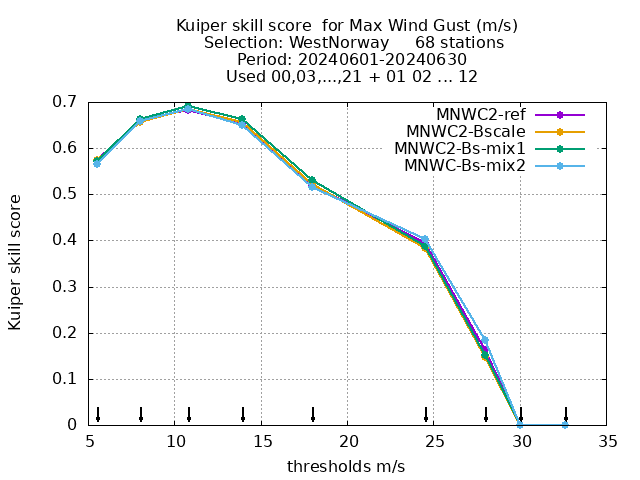 Kuiper skill score  for Max Wind Gust (m/s)
Selection: WestNorway     68 stations
Period: 20240601-20240630
Used 00,03,...,21 + 01 02 ... 12
MNWC2-ref
MNWC2-Bscale
MNWC2-Bs-mix1
MNWC-Bs-mix2
Kuiper skill score
0.7
0.6
0.5
0.4
0.3
0.2
0.1
0
5 10 15 20 25 30 35
thresholds m/s